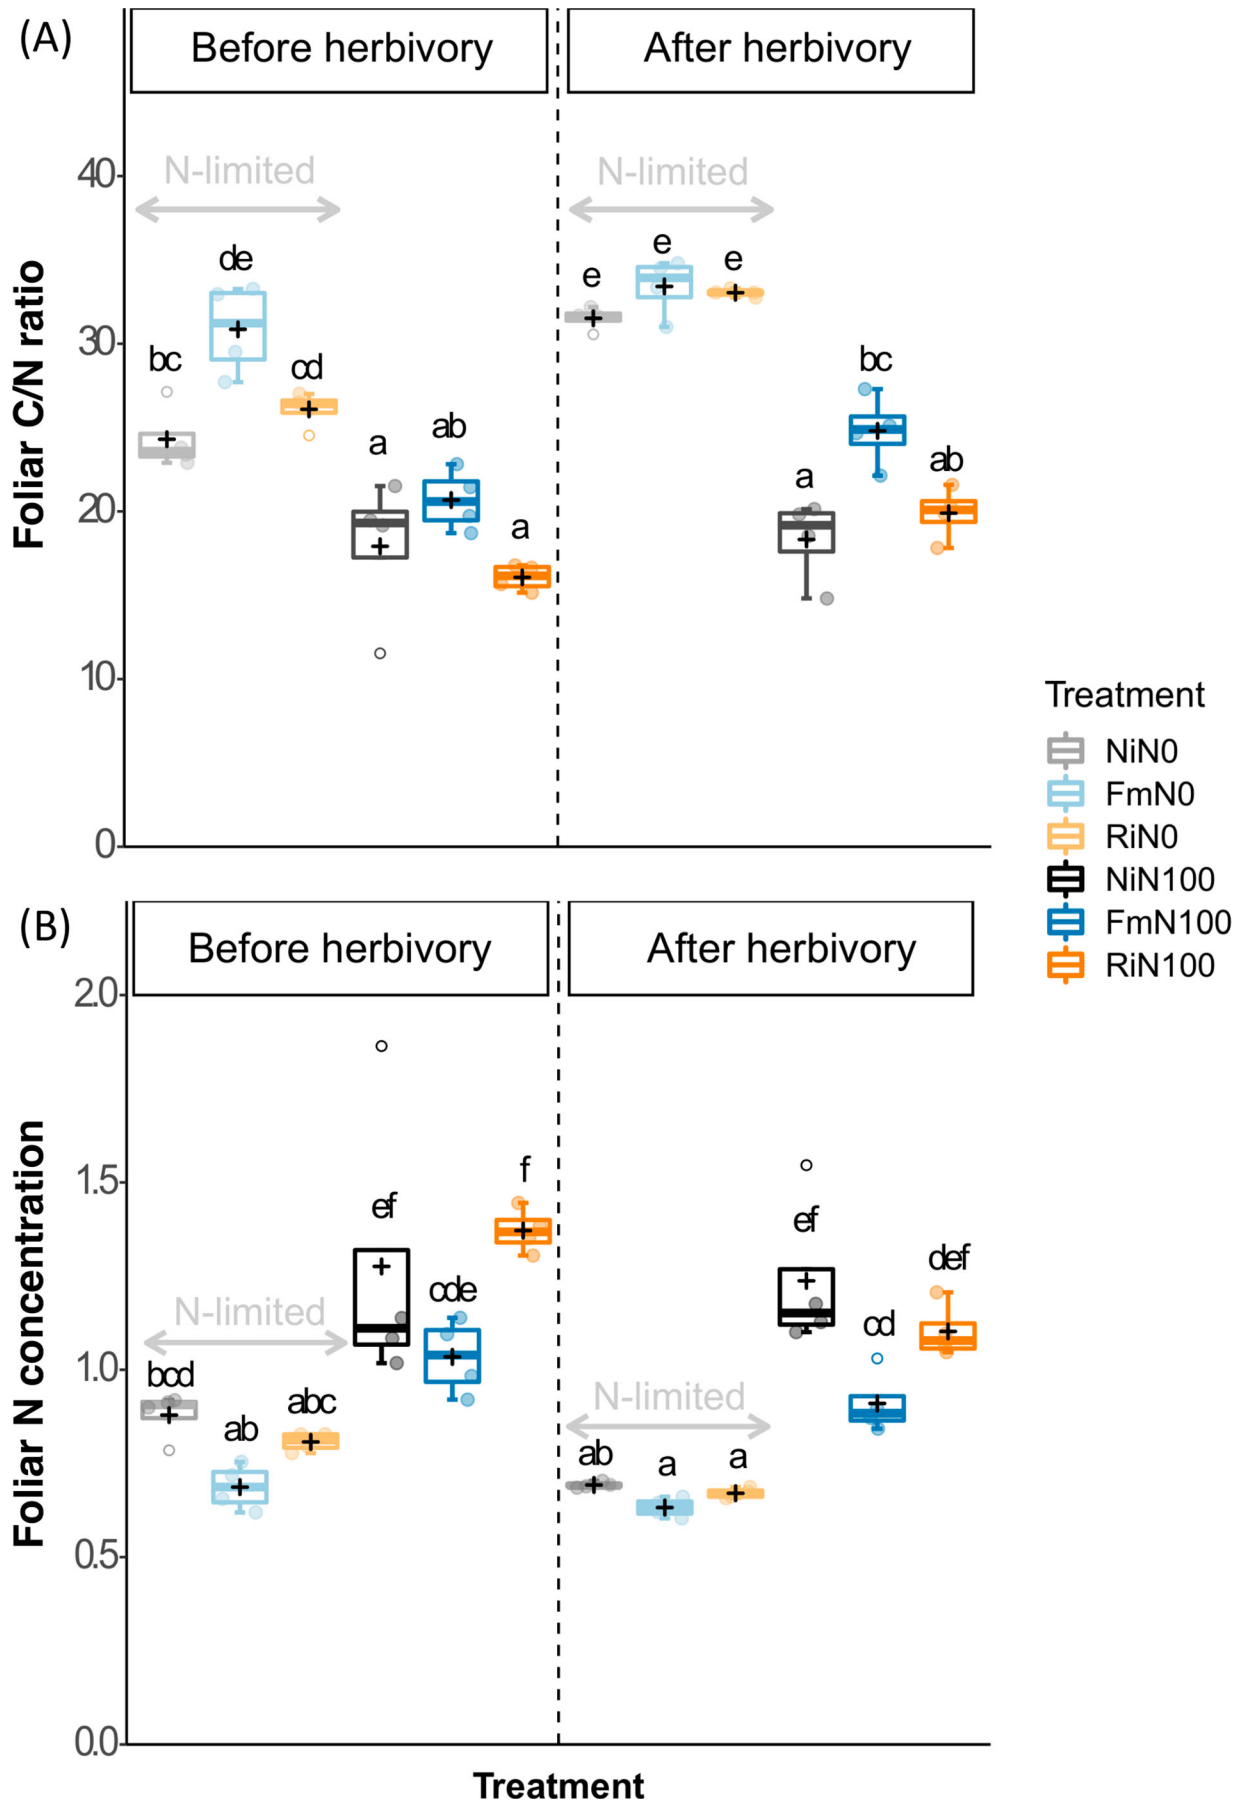 (A)
Before herbivory
After herbivory
40
N-limited
N-limited
de
e
e
e
30
bc
cd
bc
ab
a
ab
a
20
a
10
0
Foliar C/N ratio
Treatment
NiN0
FmN0
RiN0
NiN100
FmN100
RiN100
(B)
Before herbivory
After herbivory
2.0
1.5
f
ef
ef
def
cde
N-limited
cd
1.0
bcd
abc
N-limited
ab
ab
a
a
0.5
0.0
Foliar N concentration
Treatment